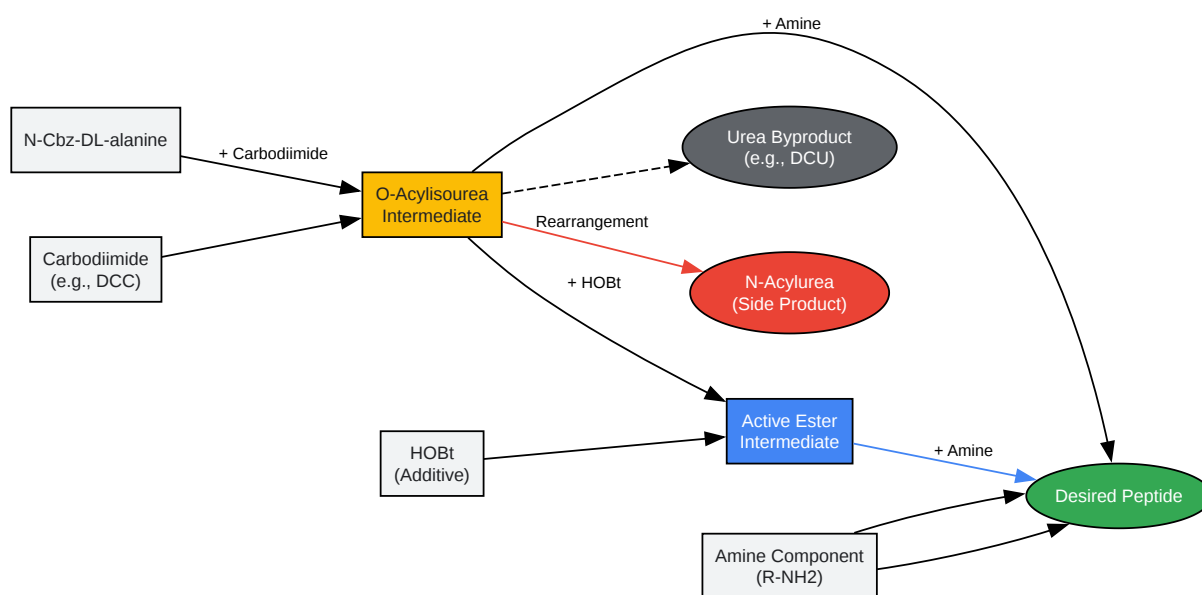 + Amine
N-Cbz-DL-alanine
+ Carbodiimide
Urea Byproduct
(e.g., DCU)
O-Acylisourea
Intermediate
Rearrangement
Carbodiimide
(e.g., DCC)
+ HOBt
N-Acylurea
(Side Product)
Active Ester
Intermediate
HOBt
(Additive)
+ Amine
Desired Peptide
Amine Component
(R-NH2)